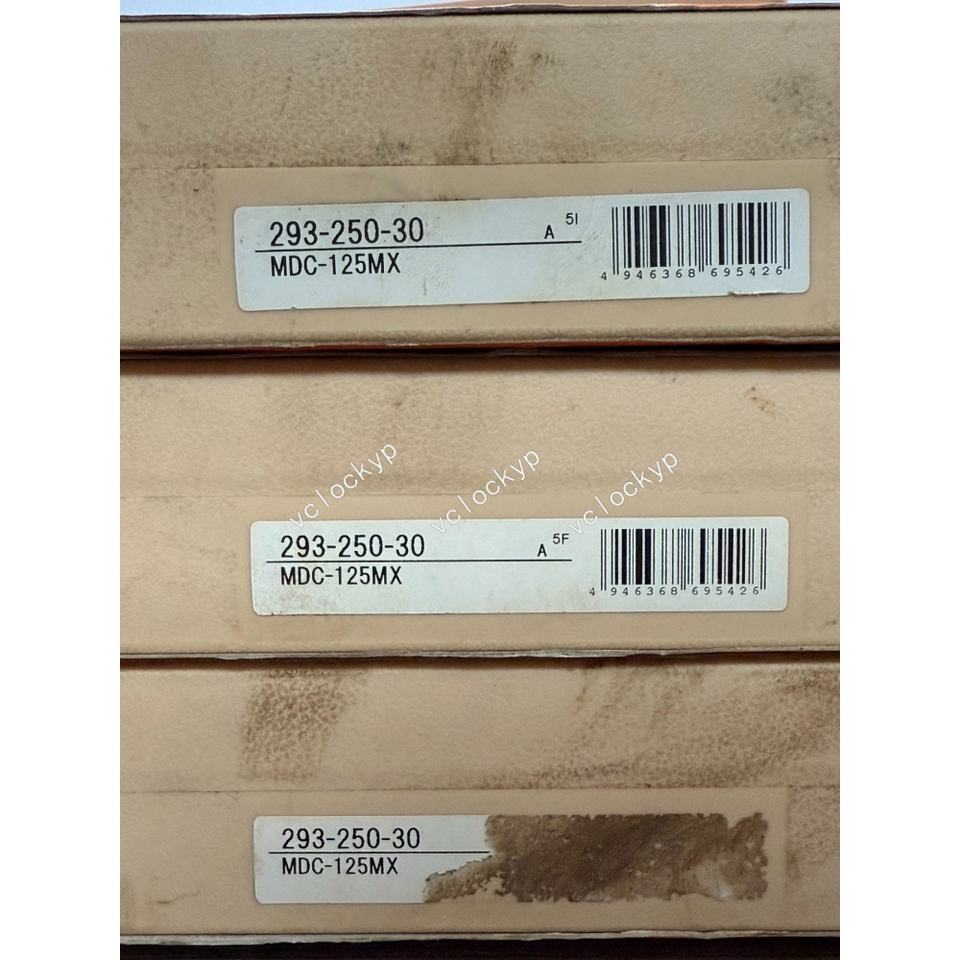 293-250-30 A 5I
MDC-125MX
4 946368 695426
vclockyp vclockyp vclockyp
293-250-30 A 5F
MDC-125MX
4 946368 695426
293-250-30
MDC-125MX